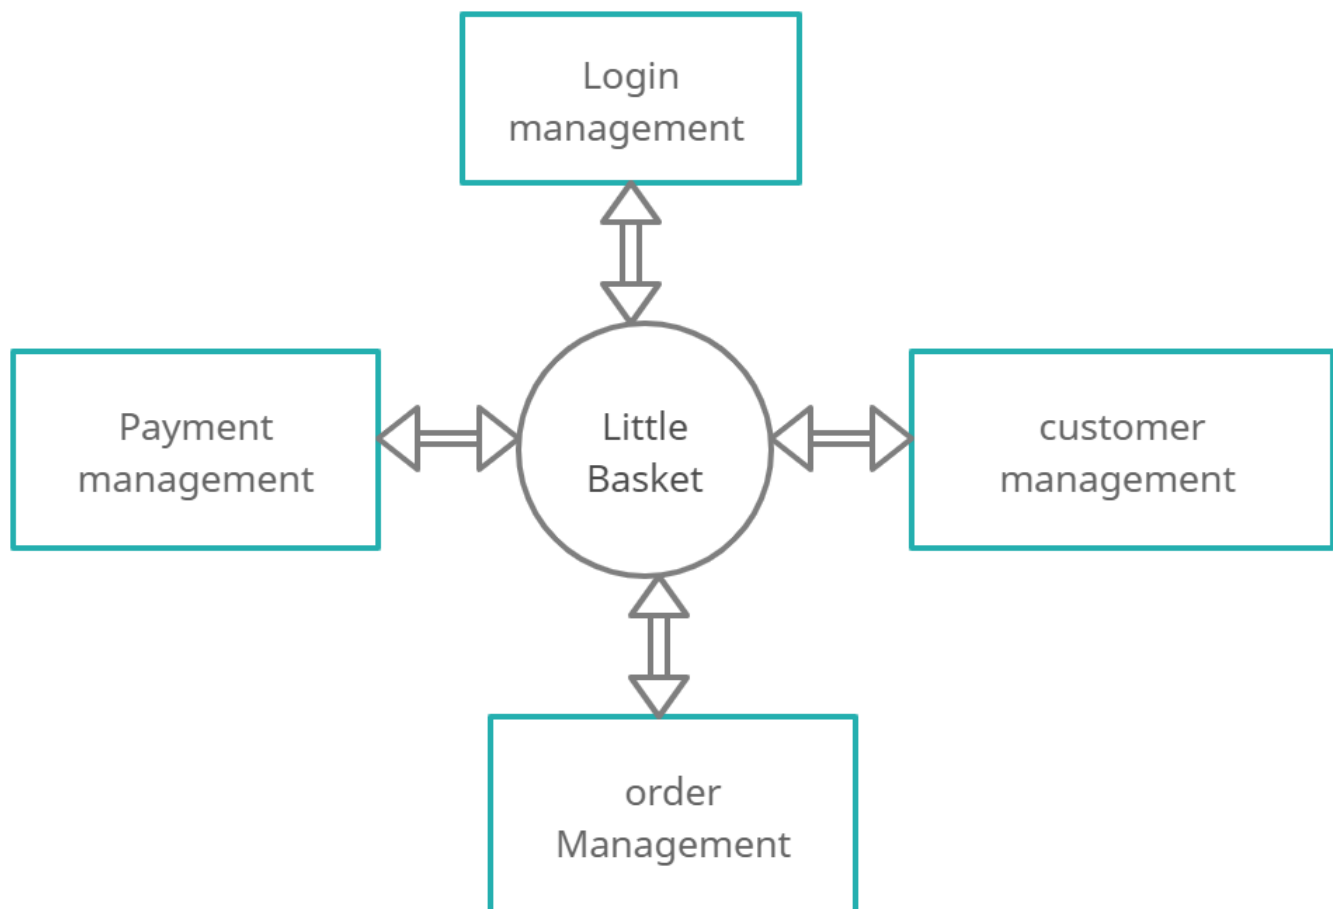 Login
management
Payment
management
Little
Basket
customer
management
order
Management